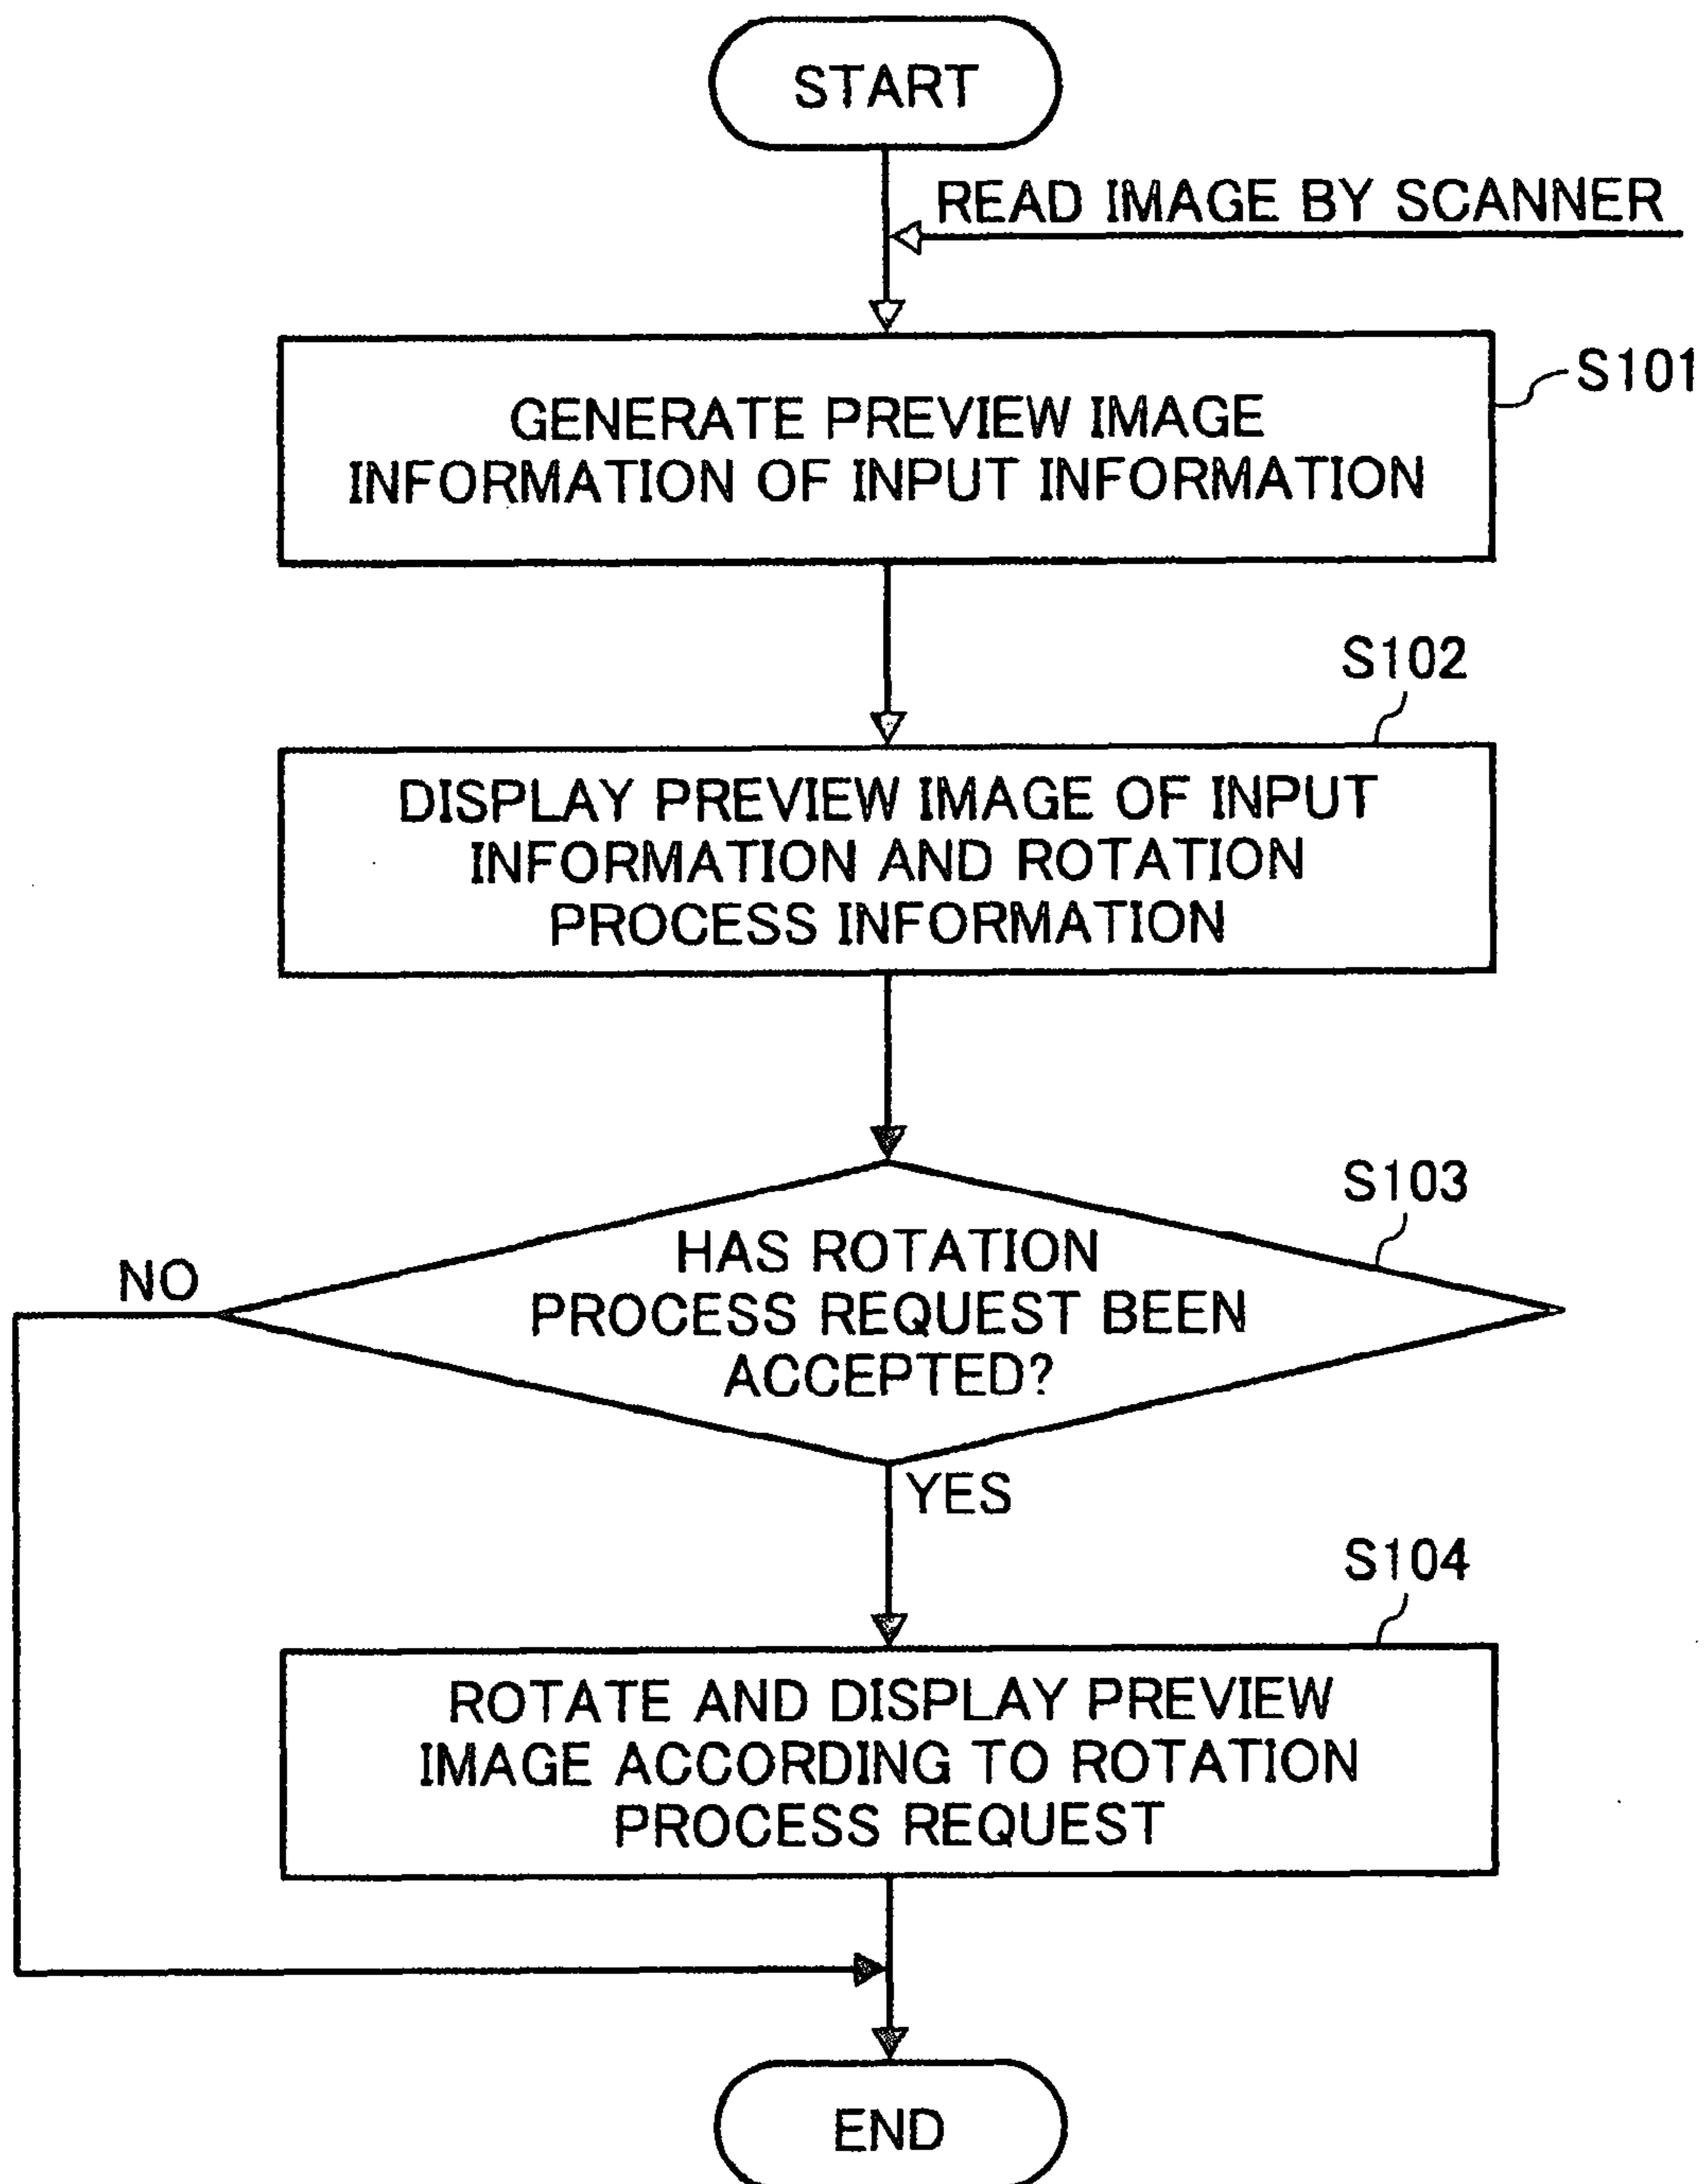 START
READ IMAGE BY SCANNER
S101
GENERATE PREVIEW IMAGE
INFORMATION OF INPUT INFORMATION
S102
DISPLAY PREVIEW IMAGE OF INPUT
INFORMATION AND ROTATION
PROCESS INFORMATION
S103
HAS ROTATION
PROCESS REQUEST BEEN
ACCEPTED?
NO
YES
S104
ROTATE AND DISPLAY PREVIEW
IMAGE ACCORDING TO ROTATION
PROCESS REQUEST
END